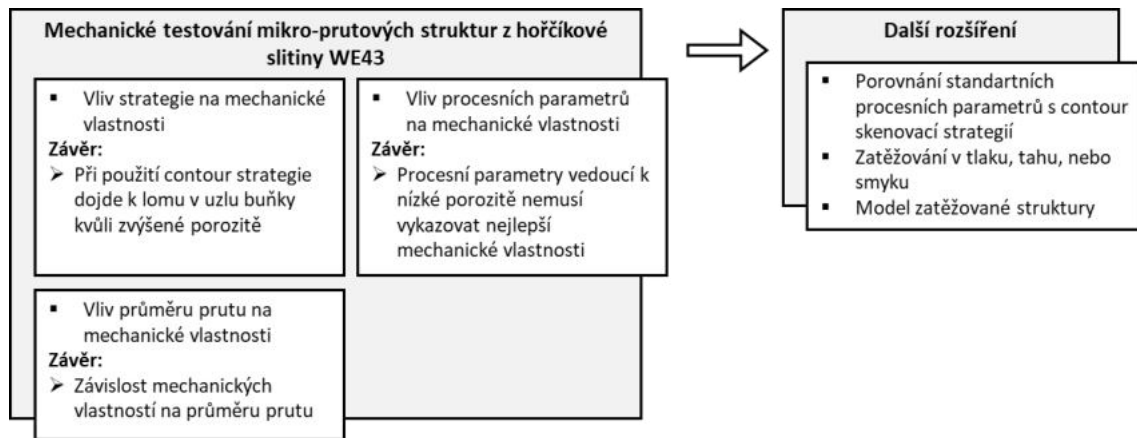 Mechanické testování mikro-prutových struktur z hořčíkové
slitiny WE43
▪ Vliv strategie na mechanické
vlastnosti
Závěr:
➢ Při použití contour strategie
dojde k lomu v uzlu buňky
kvůli zvýšené porozitě
▪ Vliv procesních parametrů
na mechanické vlastnosti
Závěr:
➢ Procesní parametry vedoucí k
nízké porozitě nemusí
vykazovat nejlepší
mechanické vlastnosti
▪ Vliv průměru prutu na
mechanické vlastnosti
Závěr:
➢ Závislost mechanických
vlastností na průměru prutu
Další rozšíření
▪ Porovnání standartních
procesních parametrů s contour
skenovací strategií
▪ Zatěžování v tlaku, tahu, nebo
smyku
▪ Model zatěžované struktury